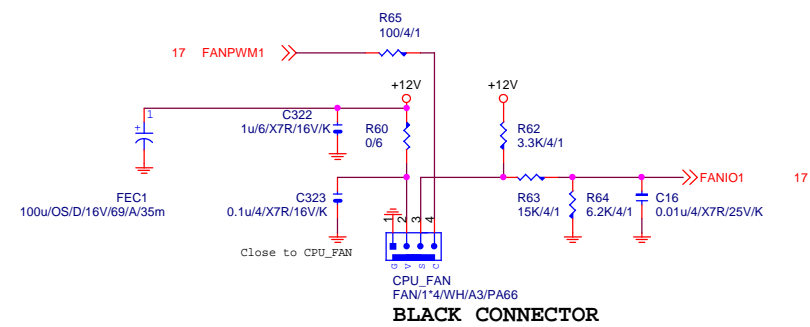 R65
100/4/1
17 FANPWM1
+12V
+12V
1
+
C322
1u/6/X7R/16V/K
R60
0/6
R62
3.3K/4/1
FANIO1 17
FEC1
100u/OS/D/16V/69/A/35m
C323
0.1u/4/X7R/16V/K
R63
15K/4/1
R64
6.2K/4/1
C16
0.01u/4/X7R/25V/K
Close to CPU_FAN
1 2 3 4
G V S C
CPU_FAN
FAN/1*4/WH/A3/PA66
BLACK CONNECTOR